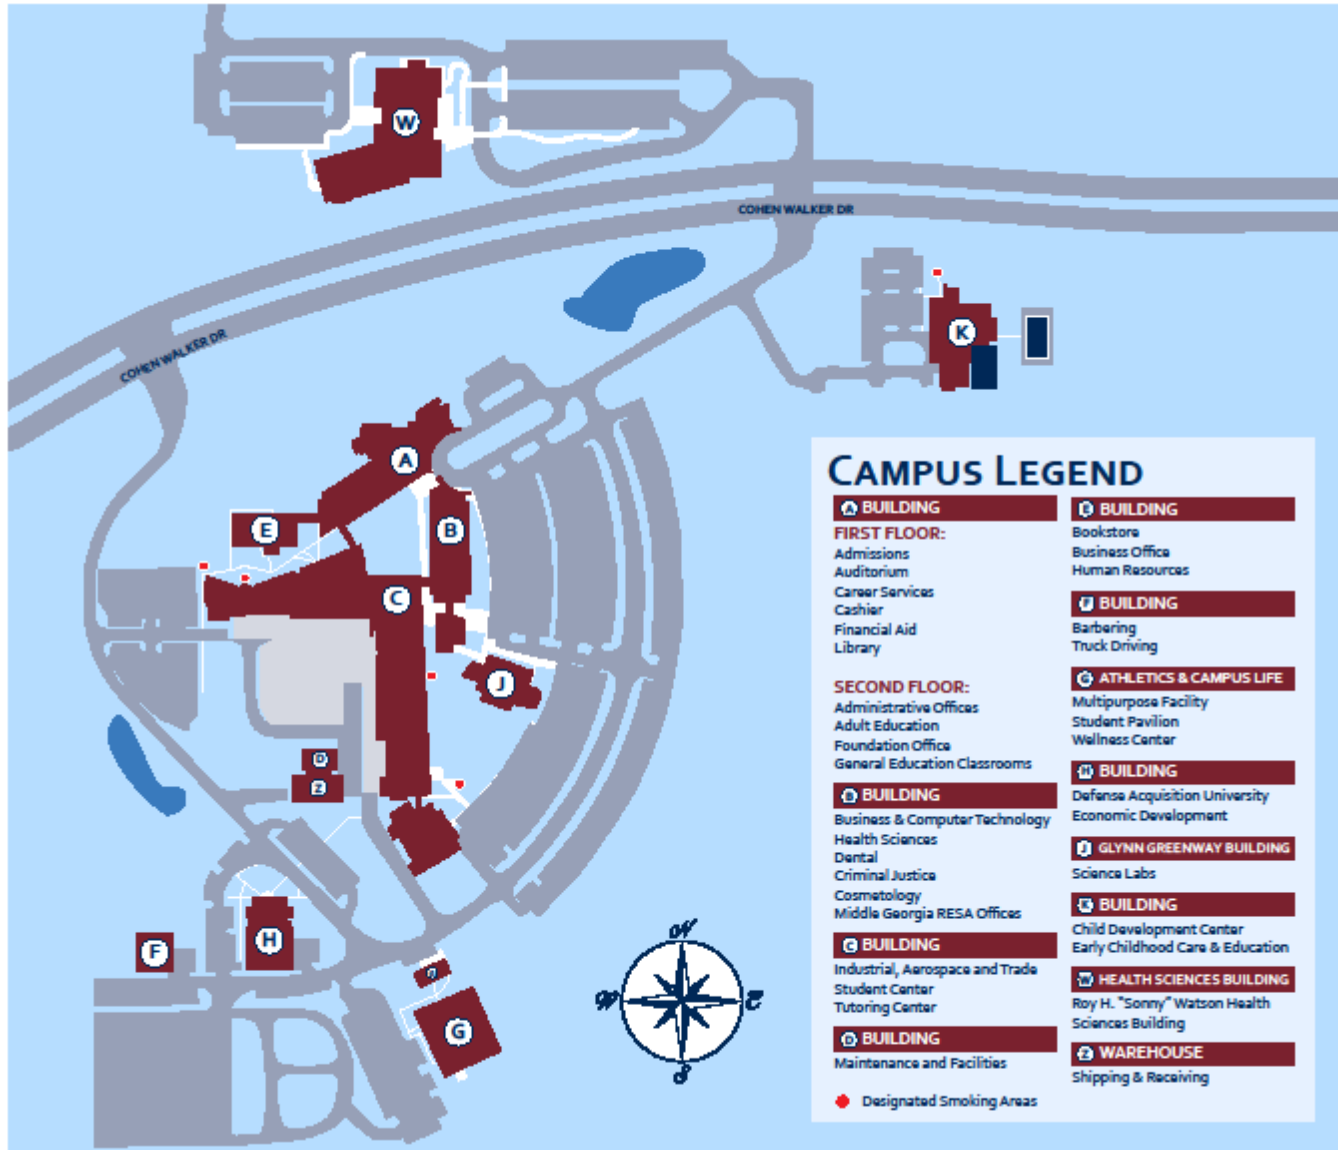 W
COHEN WALKER DR
COHEN WALKER DR
K
A
E
B
C
J
D
Z
H
F
G
CAMPUS LEGEND
A BUILDING
FIRST FLOOR:
Admissions
Auditorium
Career Services
Cashier
Financial Aid
Library
SECOND FLOOR:
Administrative Offices
Adult Education
Foundation Office
General Education Classrooms
B BUILDING
Business & Computer Technology
Health Sciences
Dental
Criminal Justice
Cosmetology
Middle Georgia RESA Offices
C BUILDING
Industrial, Aerospace and Trade
Student Center
Tutoring Center
D BUILDING
Maintenance and Facilities
Designated Smoking Areas
E BUILDING
Bookstore
Business Office
Human Resources
F BUILDING
Barbering
Truck Driving
G ATHLETICS & CAMPUS LIFE
Multipurpose Facility
Student Pavilion
Wellness Center
H BUILDING
Defense Acquisition University
Economic Development
J GLYNN GREENWAY BUILDING
Science Labs
K BUILDING
Child Development Center
Early Childhood Care & Education
W HEALTH SCIENCES BUILDING
Roy H. "Sonny" Watson Health
Sciences Building
Z WAREHOUSE
Shipping & Receiving